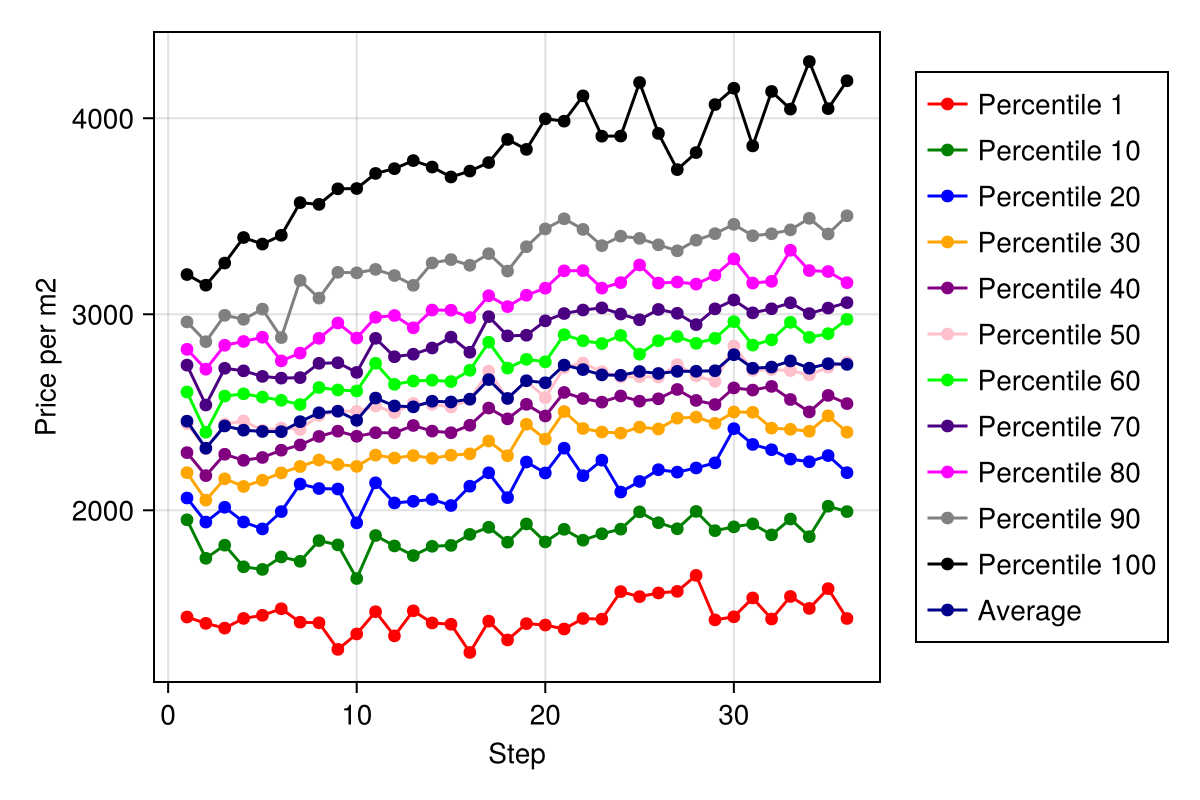 Price per m2
4000
3000
2000
0 10 20 30
Step
Percentile 1
Percentile 10
Percentile 20
Percentile 30
Percentile 40
Percentile 50
Percentile 60
Percentile 70
Percentile 80
Percentile 90
Percentile 100
Average